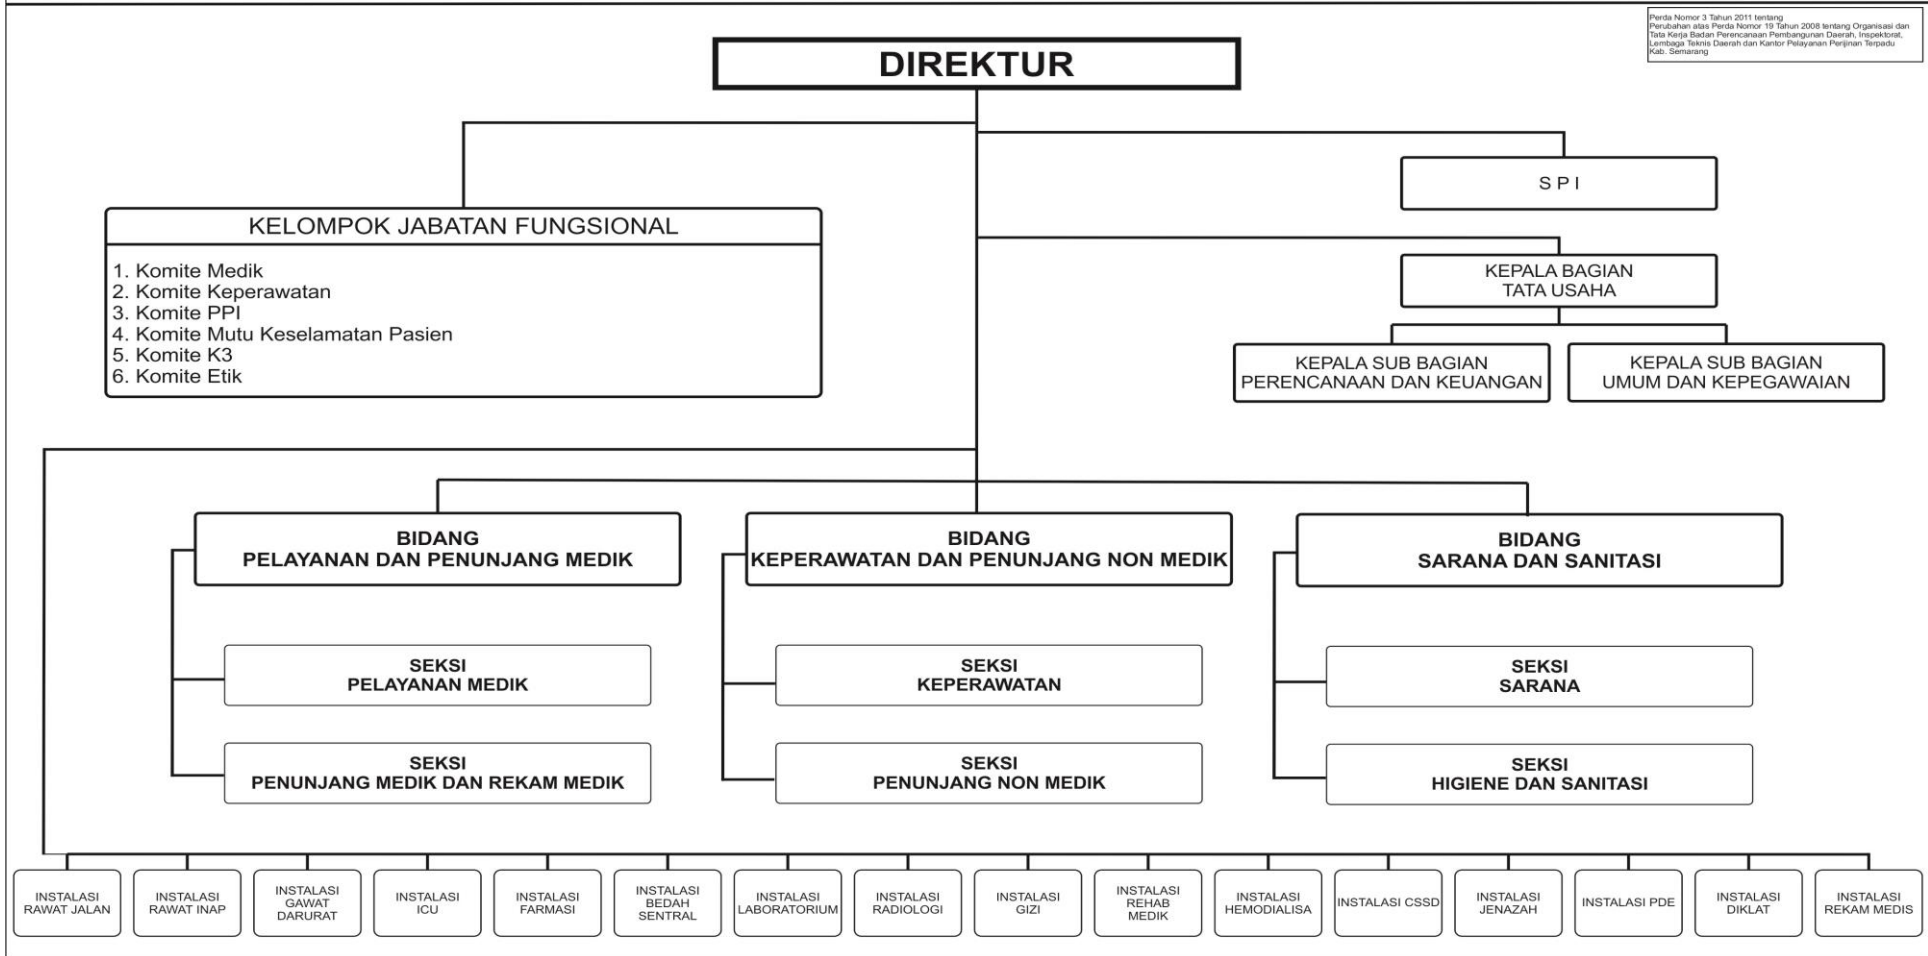 Perda Nomor 3 Tahun 2011 tentang
Perubahan atas Perda Nomor 19 Tahun 2008 tentang Organisasi dan
Tata Kerja Badan Perencanaan Pembangunan Daerah, Inspektorat,
Lembaga Teknis Daerah dan Kantor Pelayanan Perijinan Terpadu
Kab. Semarang
DIREKTUR
S P I
KELOMPOK JABATAN FUNGSIONAL
1. Komite Medik
2. Komite Keperawatan
3. Komite PPI
4. Komite Mutu Keselamatan Pasien
5. Komite K3
6. Komite Etik
KEPALA BAGIAN
TATA USAHA
KEPALA SUB BAGIAN
PERENCANAAN DAN KEUANGAN
KEPALA SUB BAGIAN
UMUM DAN KEPEGAWAIAN
BIDANG
PELAYANAN DAN PENUNJANG MEDIK
BIDANG
KEPERAWATAN DAN PENUNJANG NON MEDIK
BIDANG
SARANA DAN SANITASI
SEKSI
PELAYANAN MEDIK
SEKSI
KEPERAWATAN
SEKSI
SARANA
SEKSI
PENUNJANG MEDIK DAN REKAM MEDIK
SEKSI
PENUNJANG NON MEDIK
SEKSI
HIGIENE DAN SANITASI
INSTALASI
RAWAT JALAN
INSTALASI
RAWAT INAP
INSTALASI
GAWAT
DARURAT
INSTALASI
ICU
INSTALASI
FARMASI
INSTALASI
BEDAH
SENTRAL
INSTALASI
LABORATORIUM
INSTALASI
RADIOLOGI
INSTALASI
GIZI
INSTALASI
REHAB
MEDIK
INSTALASI
HEMODIALISA
INSTALASI CSSD
INSTALASI
JENAZAH
INSTALASI PDE
INSTALASI
DIKLAT
INSTALASI
REKAM MEDIS